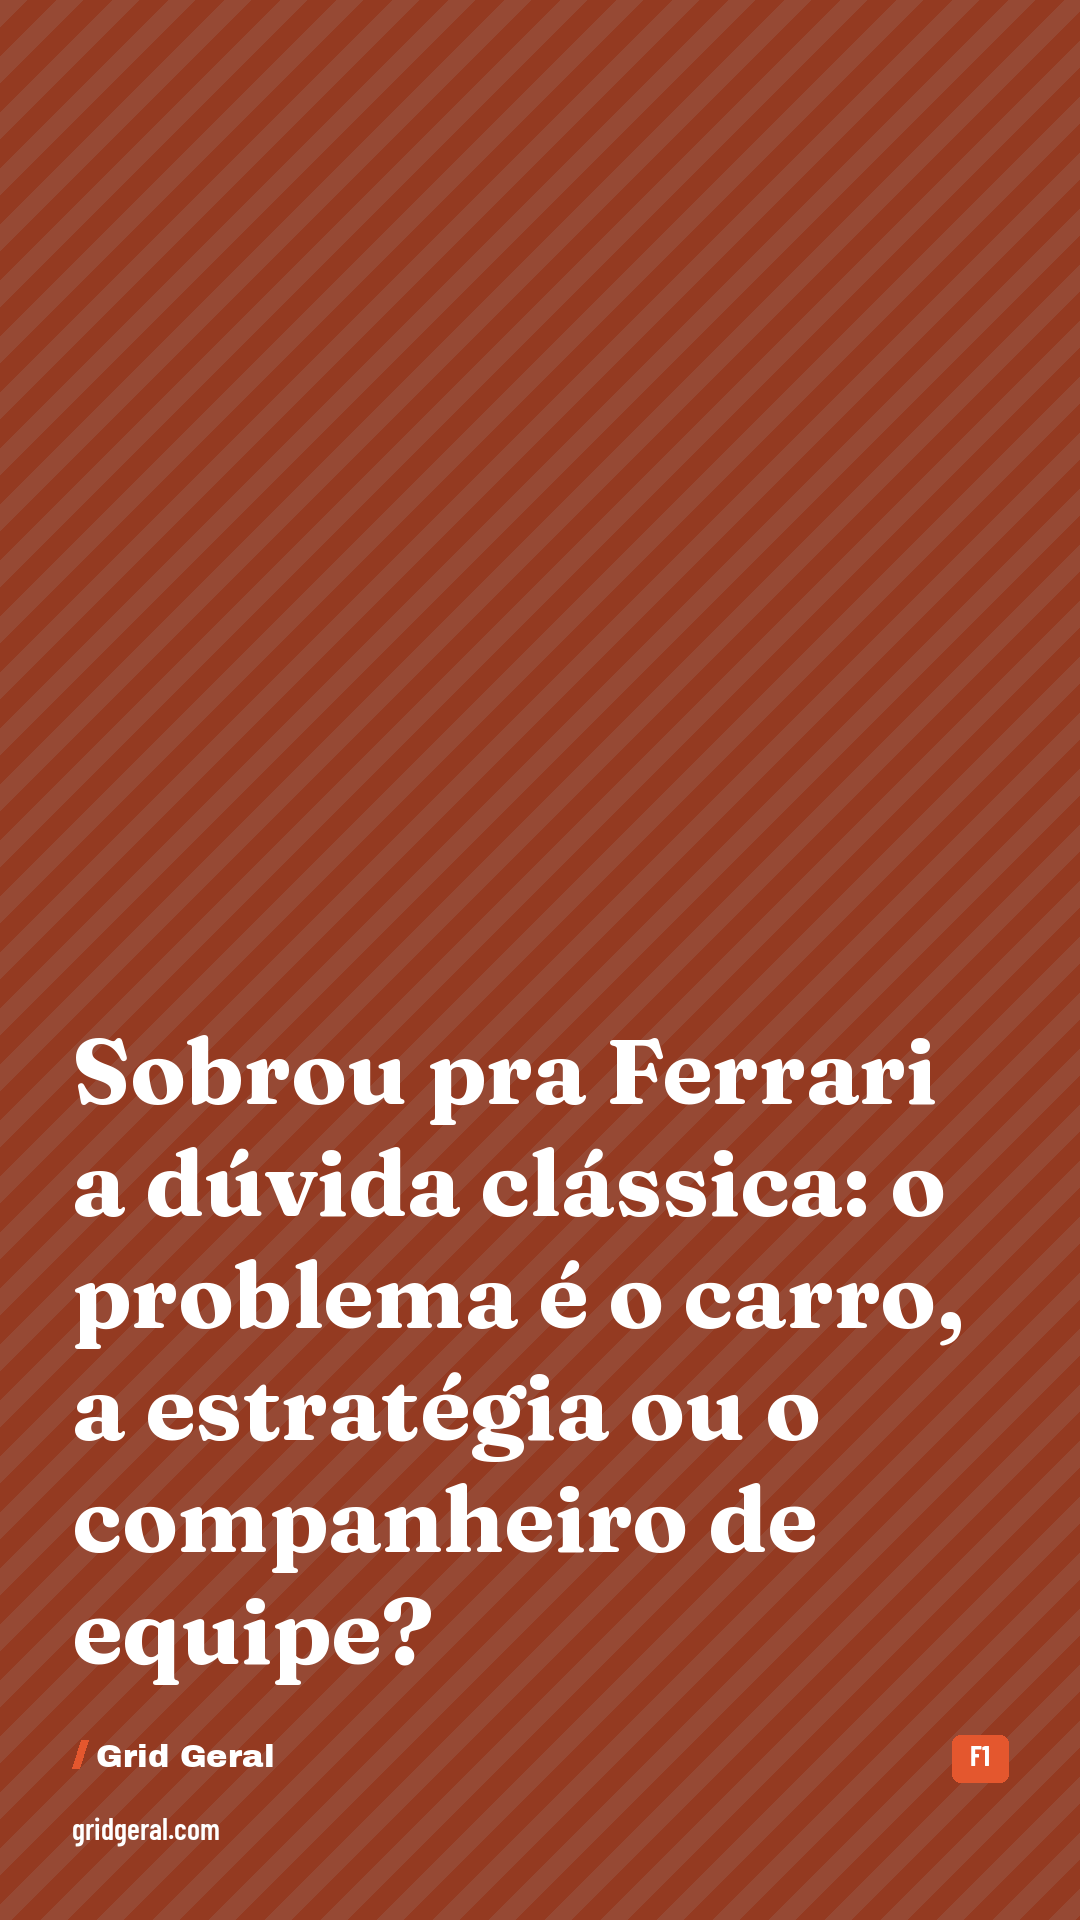 Sobrou pra Ferrari
a dúvida clássica: o
problema é o carro,
a estratégia ou o
companheiro de
equipe?
Grid Geral
F1
gridgeral.com